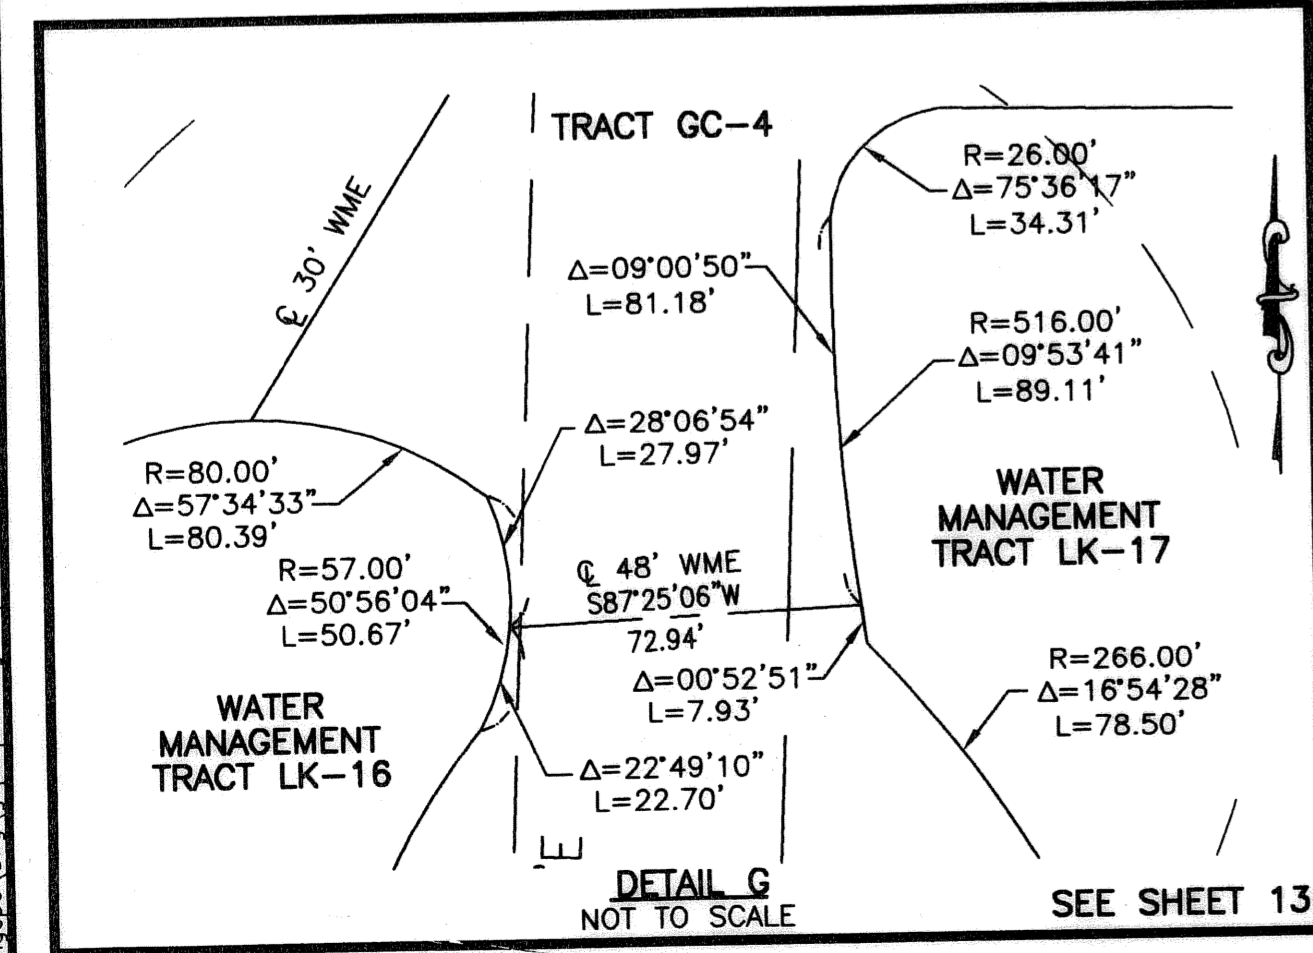 TRACT GC-4
R=26.00'
Δ=75°36'17"
L=34.31'
℄ 30' WME
Δ=09°00'50"
L=81.18'
R=516.00'
Δ=09°53'41"
L=89.11'
Δ=28°06'54"
L=27.97'
R=80.00'
Δ=57°34'33"
L=80.39'
WATER
MANAGEMENT
TRACT LK-17
R=57.00'
Δ=50°56'04"
L=50.67'
℄ 48' WME
S87°25'06"W
72.94'
Δ=00°52'51"
L=7.93'
R=266.00'
Δ=16°54'28"
L=78.50'
WATER
MANAGEMENT
TRACT LK-16
Δ=22°49'10"
L=22.70'
DETAIL G
NOT TO SCALE
SEE SHEET 13